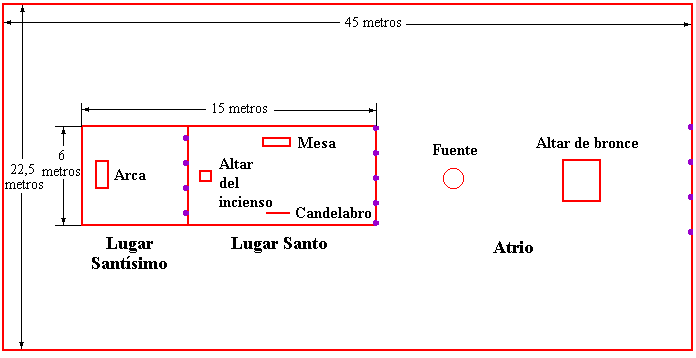 45 metros
15 metros
22,5
metros
6
metros
Mesa
Altar
del
incienso
Arca
Candelabro
Fuente
Altar de bronce
Lugar
Santísimo
Lugar Santo
Atrio